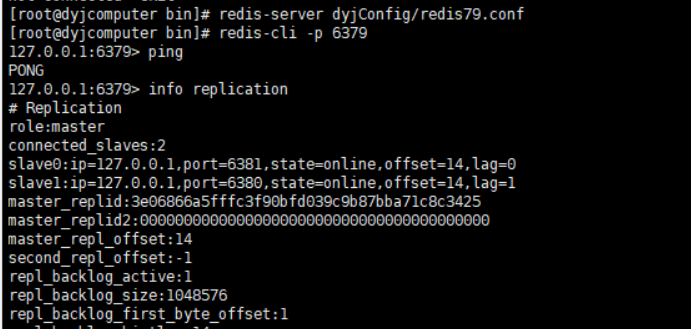 [root@dyjcomputer bin]# redis-server dyjConfig/redis79.conf
[root@dyjcomputer bin]# redis-cli -p 6379
127.0.0.1:6379> ping
PONG
127.0.0.1:6379> info replication
# Replication
role:master
connected_slaves:2
slave0:ip=127.0.0.1,port=6381,state=online,offset=14,lag=0
slave1:ip=127.0.0.1,port=6380,state=online,offset=14,lag=1
master_replid:3e06866a5fffc3f90bfd039c9b87bba71c8c3425
master_replid2:0000000000000000000000000000000000000000
master_repl_offset:14
second_repl_offset:-1
repl_backlog_active:1
repl_backlog_size:1048576
repl_backlog_first_byte_offset:1